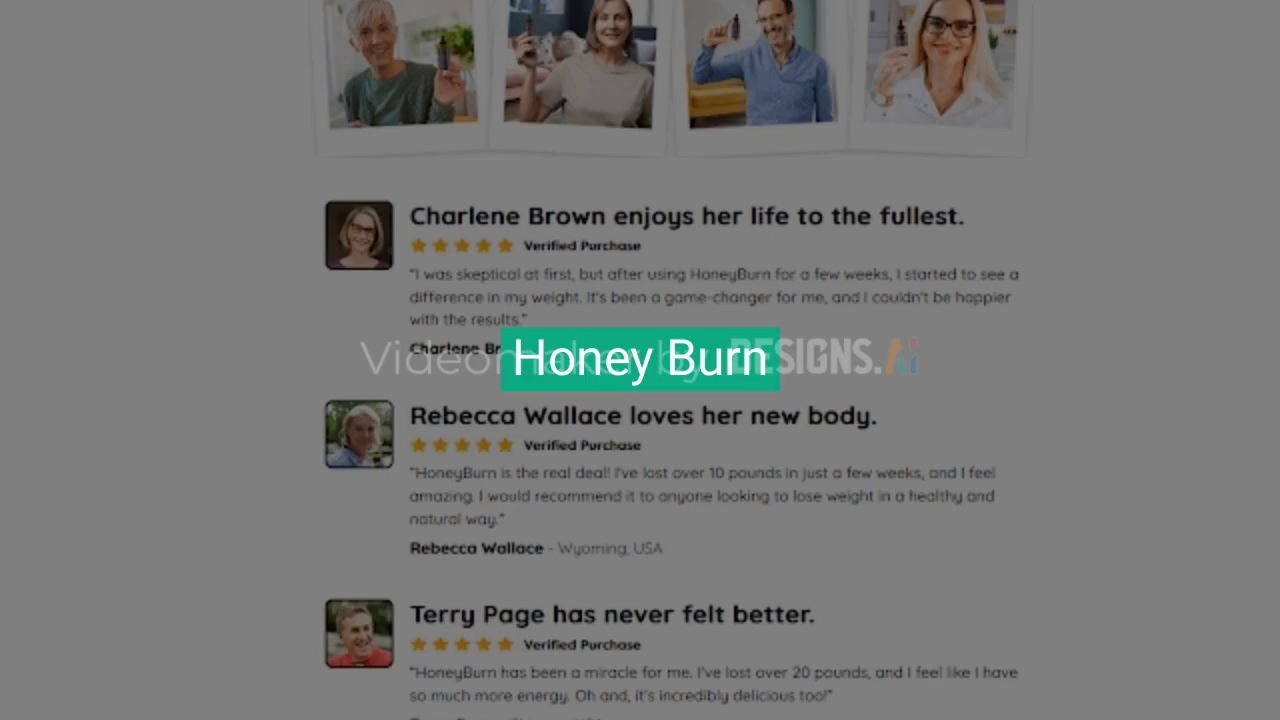 Charlene Brown enjoys her life to the fullest.
Verified Purchase
"I was skeptical at first, but after using HoneyBurn for a few weeks, I started to see a
difference in my weight. It's been a game-changer for me, and I couldn't be happier
with the results."
Charlene Br
Videomaker by DESIGNS.Ai
Honey Burn
Rebecca Wallace loves her new body.
Verified Purchase
"HoneyBurn is the real deal! I've lost over 10 pounds in just a few weeks, and I feel
amazing. I would recommend it to anyone looking to lose weight in a healthy and
natural way."
Rebecca Wallace - Wyoming, USA
Terry Page has never felt better.
Verified Purchase
"HoneyBurn has been a miracle for me. I've lost over 20 pounds, and I feel like I have
so much more energy. Oh and, it's incredibly delicious too!"